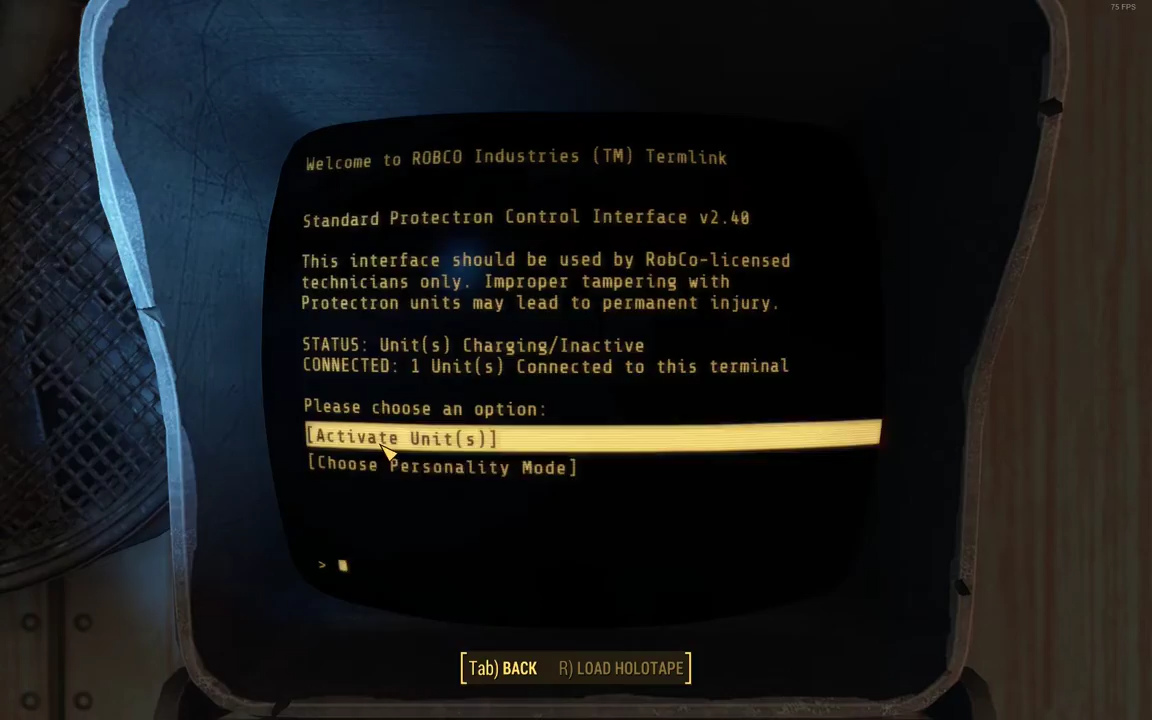 75 FPS
Welcome to ROBCO Industries (TM) Termlink
Standard Protectron Control Interface v2.40
This interface should be used by RobCo-licensed
technicians only. Improper tampering with
Protectron units may lead to permanent injury.
STATUS: Unit(s) Charging/Inactive
CONNECTED: 1 Unit(s) Connected to this terminal
Please choose an option:
[Activate Unit(s)]
[Choose Personality Mode]
>
Tab) BACK R) LOAD HOLOTAPE